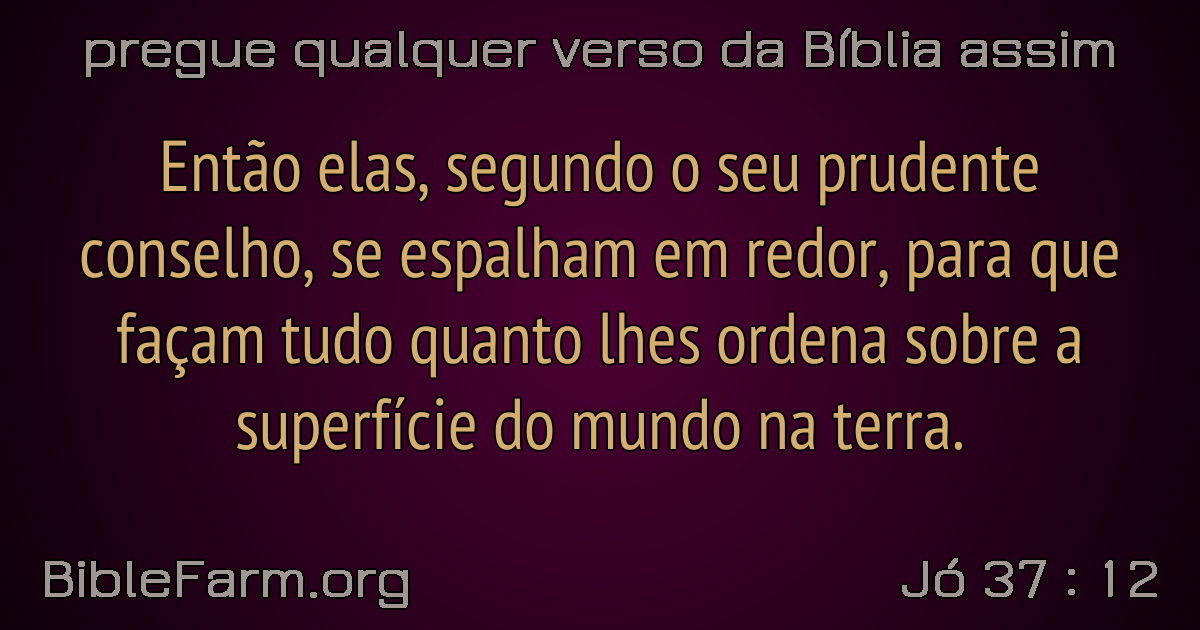 pregue qualquer verso da Bíblia assim
Então elas, segundo o seu prudente
conselho, se espalham em redor, para que
façam tudo quanto lhes ordena sobre a
superfície do mundo na terra.
BibleFarm.org
Jó 37 : 12